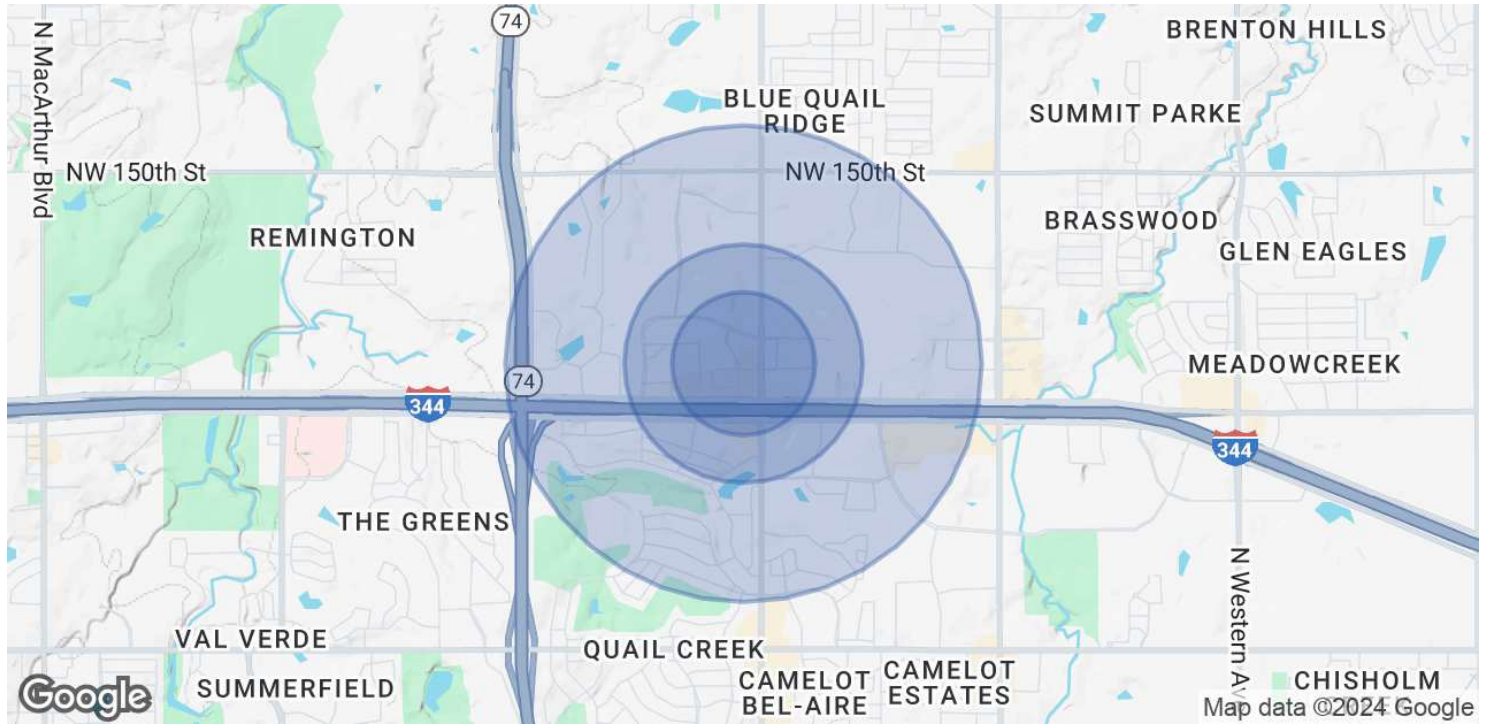 74
BRENTON HILLS
N MacArthur Blvd
BLUE QUAIL
RIDGE
SUMMIT PARKE
NW 150th St
NW 150th St
BRASSWOOD
REMINGTON
GLEN EAGLES
MEADOWCREEK
74
344
344
THE GREENS
N Western Av
VAL VERDE
QUAIL CREEK
SUMMERFIELD
CAMELOT
BEL-AIRE
CAMELOT
ESTATES
CHISHOLM
Google
Map data ©2024 Google